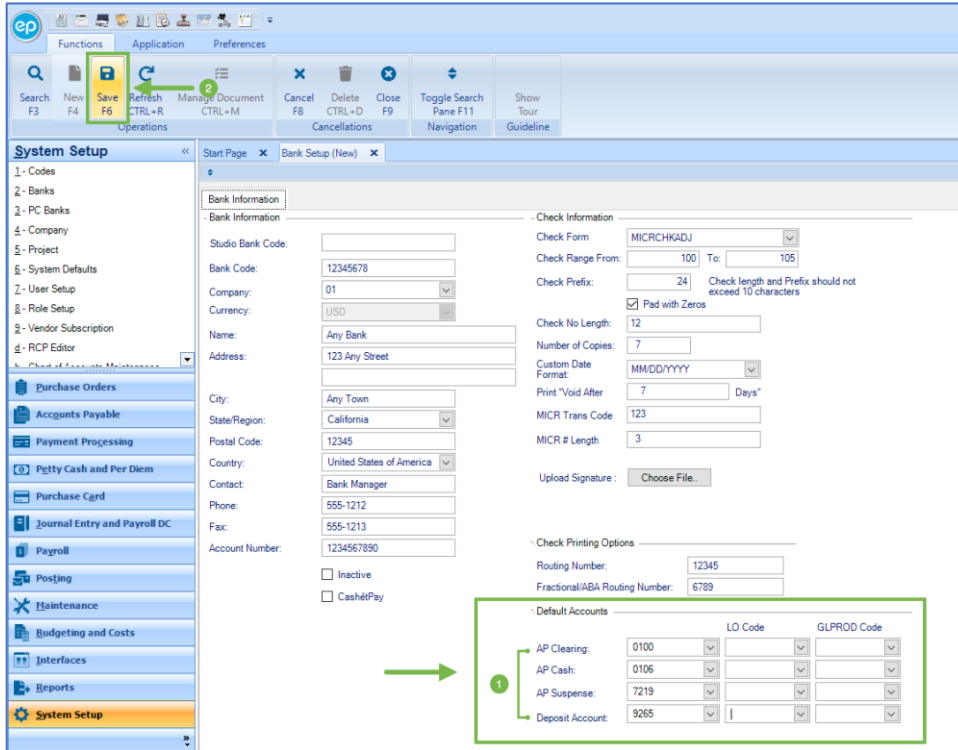 ep
Functions Application Preferences
2
Search New Save Refresh Manage Document Cancel Delete Close Toggle Search Show
F3 F4 F6 CTRL+R CTRL+M F8 CTRL+D F9 Pane F11 Tour
Operations Cancellations Navigation Guideline
System Setup «
Start Page X Bank Setup (New) X
1 - Codes
2 - Banks
3 - PC Banks
4 - Company
5 - Project
6 - System Defaults
7 - User Setup
8 - Role Setup
9 - Vendor Subscription
d - RCP Editor
Purchase Orders
Accounts Payable
Payment Processing
Petty Cash and Per Diem
Purchase Card
Journal Entry and Payroll DC
Payroll
Posting
Maintenance
Budgeting and Costs
Interfaces
Reports
System Setup
»
Bank Information
Bank Information
Studio Bank Code:
Bank Code: 12345678
Company: 01
Currency: USD
Name: Any Bank
Address: 123 Any Street
City: Any Town
State/Region: California
Postal Code: 12345
Country: United States of America
Contact: Bank Manager
Phone: 555-1212
Fax: 555-1213
Account Number: 1234567890
Inactive
CashétPay
Check Information
Check Form MICRCHKADJ
Check Range From: 100 To: 105
Check Prefix: 24 Check length and Prefix should not
exceed 10 characters
Pad with Zeros
Check No Length: 12
Number of Copies: 7
Custom Date
Format: MM/DD/YYYY
Print "Void After 7 Days"
MICR Trans Code 123
MICR # Length 3
Upload Signature : Choose File..
Check Printing Options
Routing Number: 12345
Fractional/ABA Routing Number: 6789
Default Accounts
LO Code GLPROD Code
AP Clearing: 0100
AP Cash: 0106
1
AP Suspense: 7219
Deposit Account: 9265